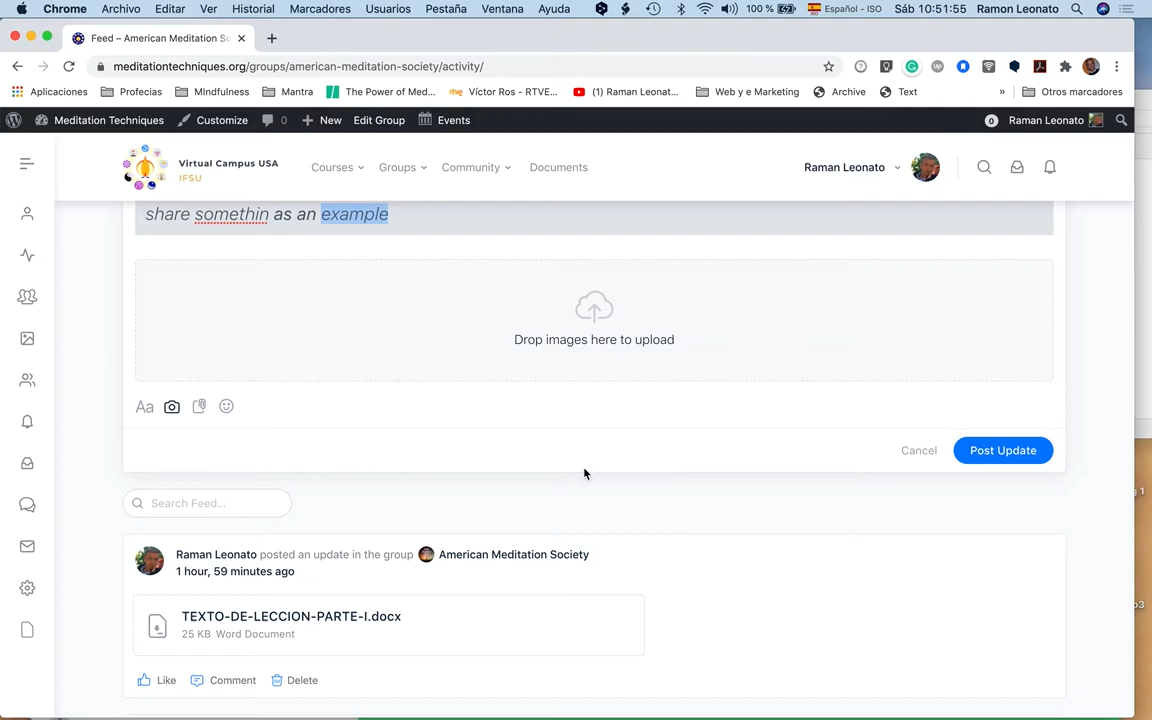 Chrome Archivo Editar Ver Historial Marcadores Usuarios Pestaña Ventana Ayuda 100 % Español - ISO Sáb 10:51:55 Ramon Leonato
Feed – American Meditation So
meditationtechniques.org/groups/american-meditation-society/activity/
Aplicaciones Profecias MIndfulness Mantra The Power of Med... Víctor Ros - RTVE... (1) Raman Leonat... Web y e Marketing Archive Text » Otros marcadores
Meditation Techniques Customize 0 New Edit Group Events 0 Raman Leonato
Virtual Campus USA
IFSU
Courses Groups Community Documents Raman Leonato
share somethin as an example
Drop images here to upload
Aa
Cancel Post Update
Search Feed...
Raman Leonato posted an update in the group American Meditation Society
1 hour, 59 minutes ago
TEXTO-DE-LECCION-PARTE-I.docx
25 KB Word Document
Like Comment Delete